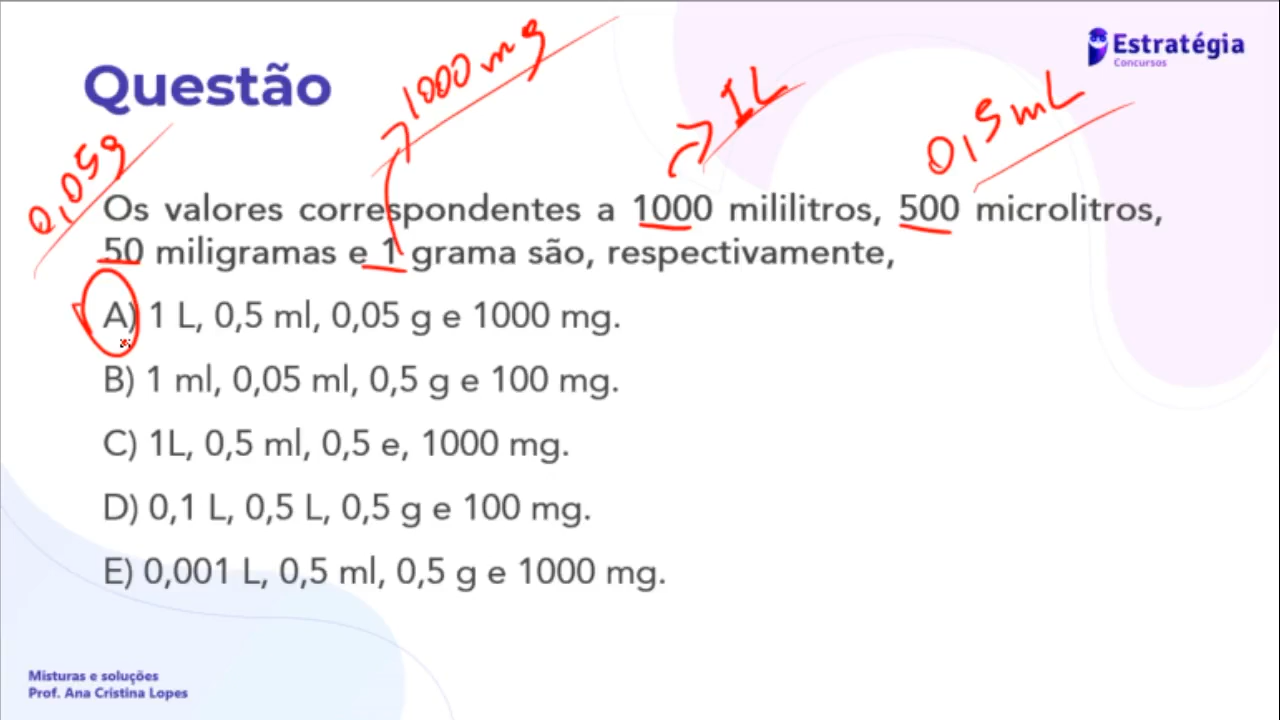 Estratégia
Concursos
Questão
1000 mg
1L
0,5 mL
0,05g
Os valores correspondentes a 1000 mililitros, 500 microlitros,
50 miligramas e 1 grama são, respectivamente,
A) 1 L, 0,5 ml, 0,05 g e 1000 mg.
B) 1 ml, 0,05 ml, 0,5 g e 100 mg.
C) 1L, 0,5 ml, 0,5 e, 1000 mg.
D) 0,1 L, 0,5 L, 0,5 g e 100 mg.
E) 0,001 L, 0,5 ml, 0,5 g e 1000 mg.
Misturas e soluções
Prof. Ana Cristina Lopes